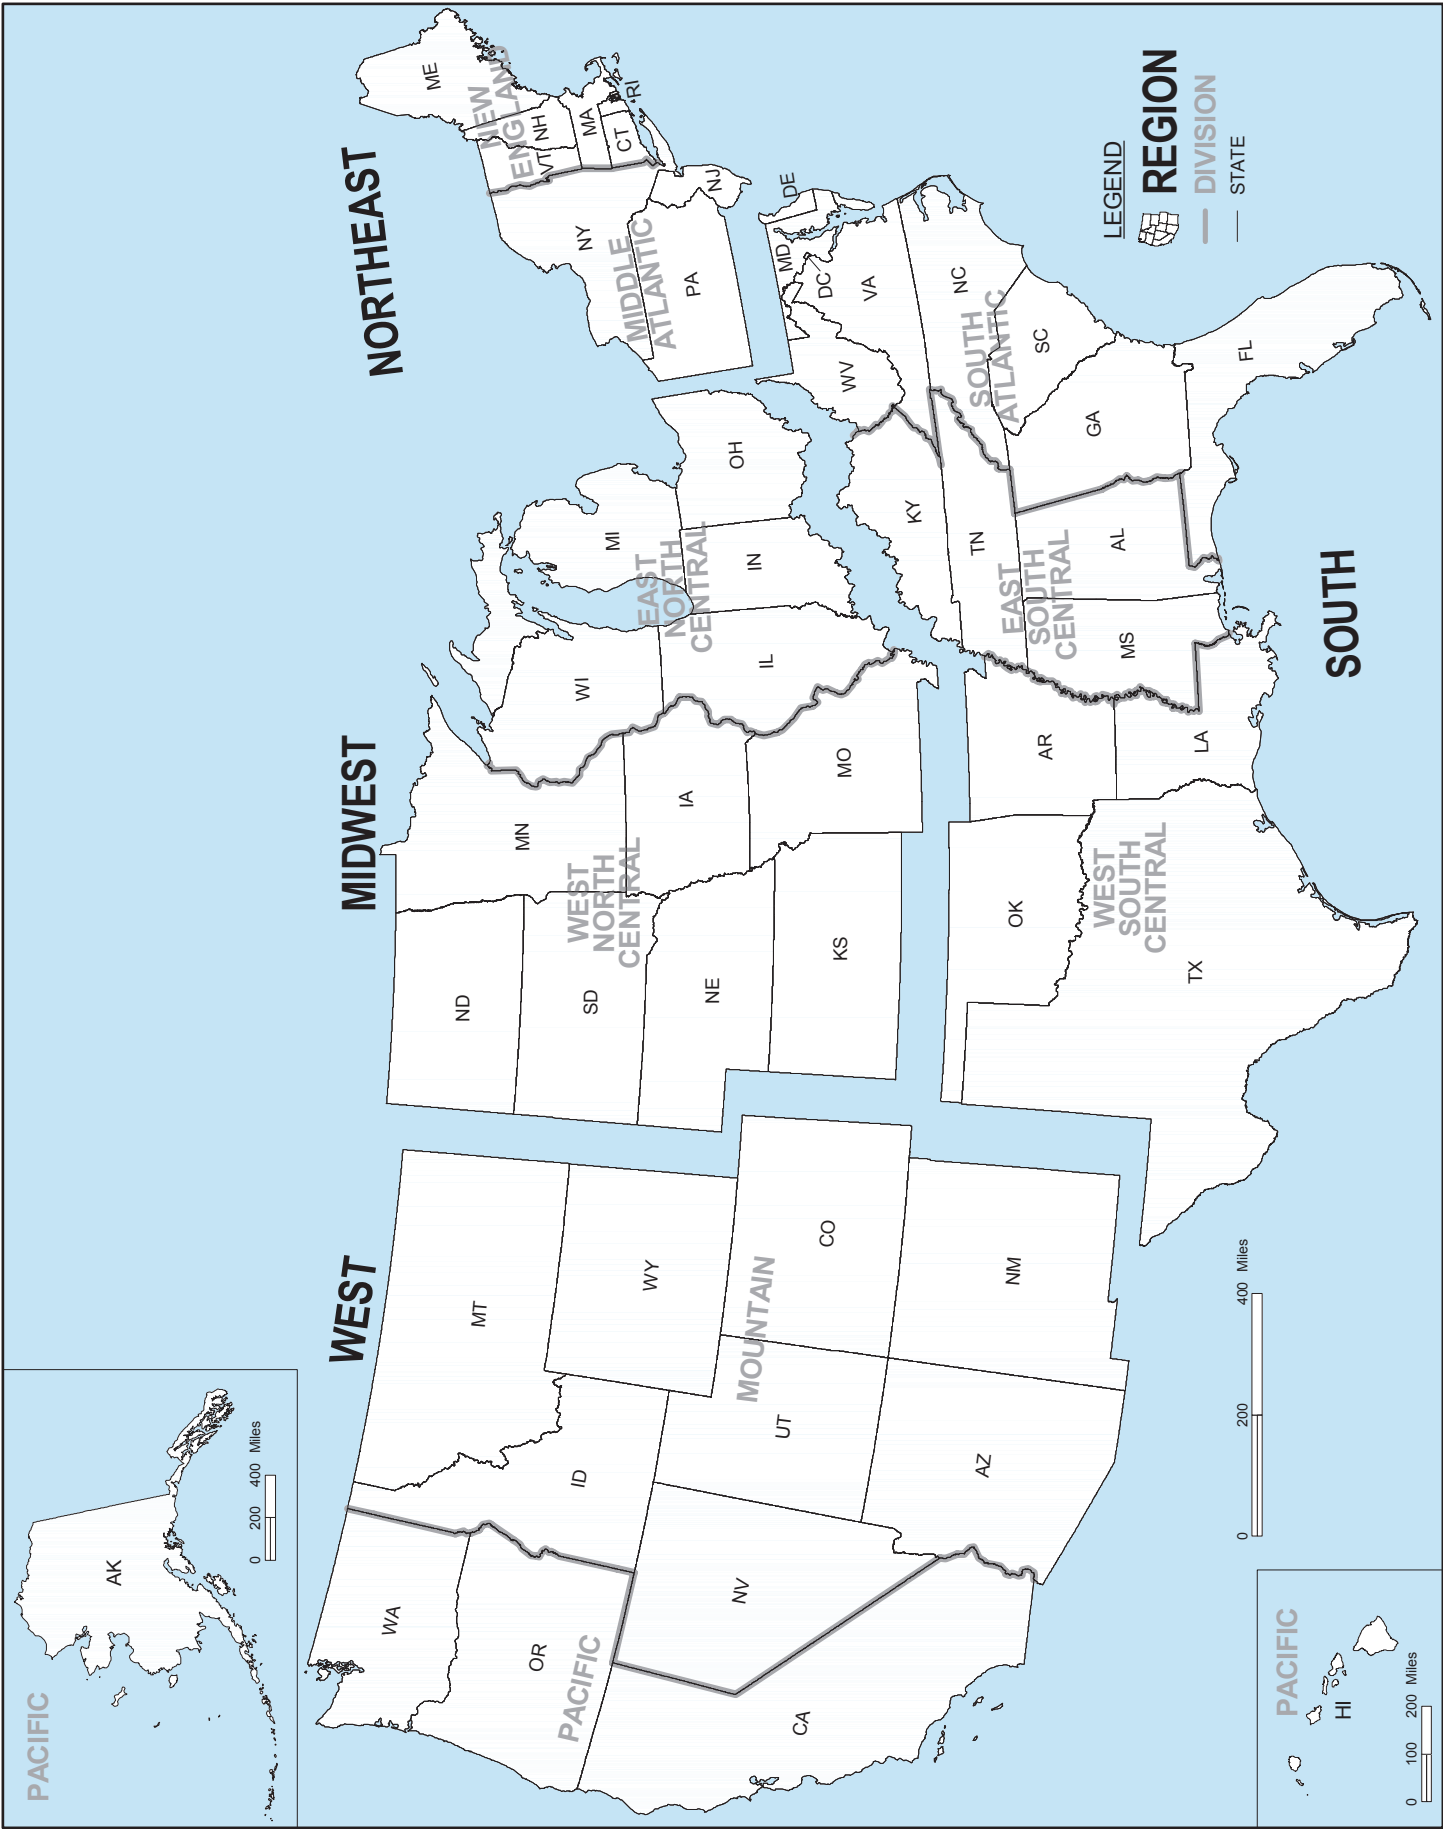 PACIFIC
AK
0 200 400 Miles
WEST
WA
MT
OR
ID
WY
PACIFIC
MOUNTAIN
NV
UT
CO
CA
AZ
NM
PACIFIC
HI
0 100 200 Miles
0 200 400 Miles
MIDWEST
ND
MN
SD
WI
MI
WEST
NORTH
CENTRAL
EAST
NORTH
CENTRAL
NE
IA
IL
IN
OH
KS
MO
NORTHEAST
ME
NEW
ENGLAND
VT
NH
MA
CT
RI
NY
MIDDLE
ATLANTIC
PA
NJ
SOUTH
DE
MD
DC
WV
VA
KY
NC
TN
SC
SOUTH
ATLANTIC
EAST
SOUTH
CENTRAL
OK
AR
WEST
SOUTH
CENTRAL
TX
LA
MS
AL
GA
FL
LEGEND
REGION
DIVISION
STATE